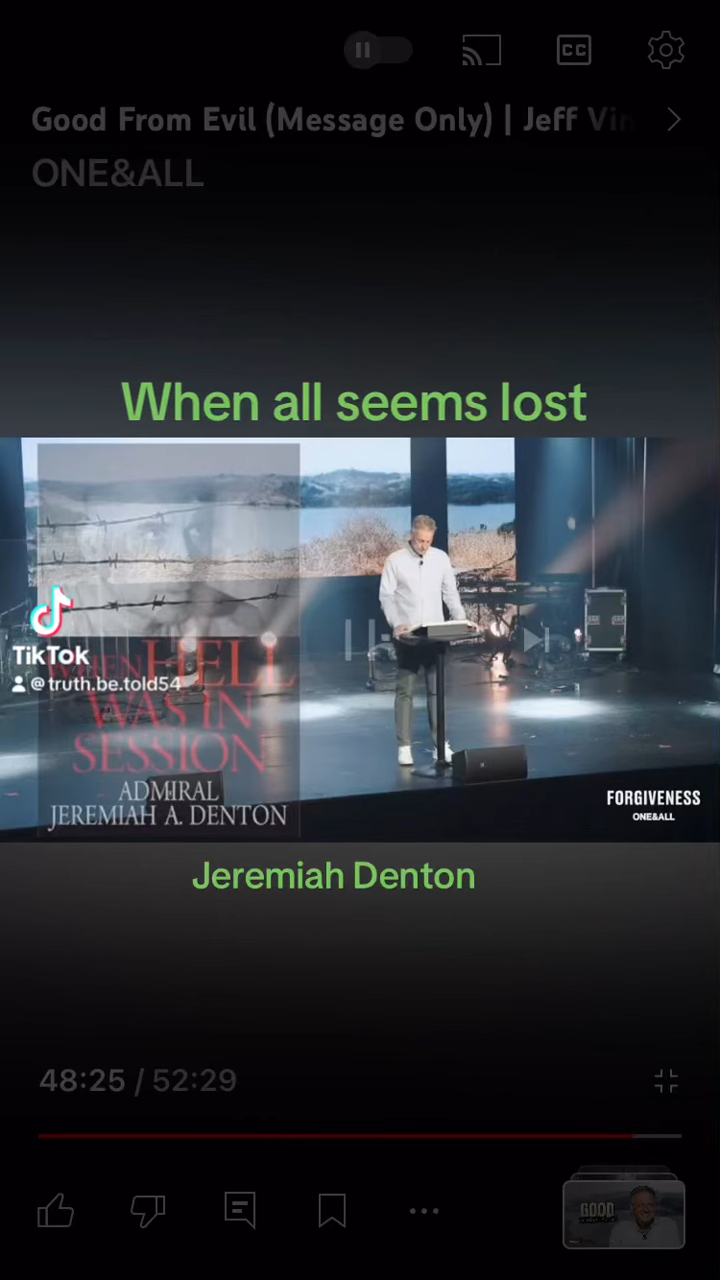 CC
Good From Evil (Message Only) | Jeff Vin
ONE&ALL
When all seems lost
WHEN HELL
WAS IN
SESSION
ADMIRAL
JEREMIAH A. DENTON
TikTok
@truth.be.told54
FORGIVENESS
ONE&ALL
Jeremiah Denton
48:25 / 52:29
GOOD